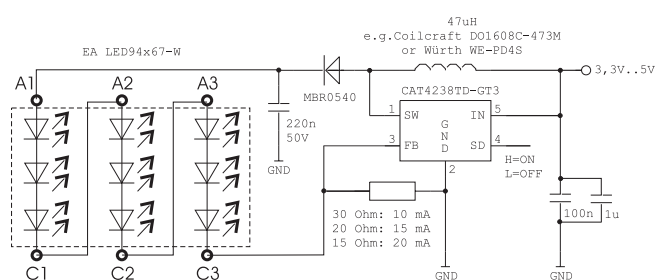 47uH
e.g.Coilcraft DO1608C-473M
or Würth WE-PD4S
EA LED94x67-W
3,3V..5V
A1
A2
A3
MBR0540
CAT4238TD-GT3
1
SW
GND
IN
5
3
FB
SD
4
2
220n
50V
GND
H=ON
L=OFF
30 Ohm: 10 mA
20 Ohm: 15 mA
15 Ohm: 20 mA
100n
1u
C1
C2
C3
GND
GND